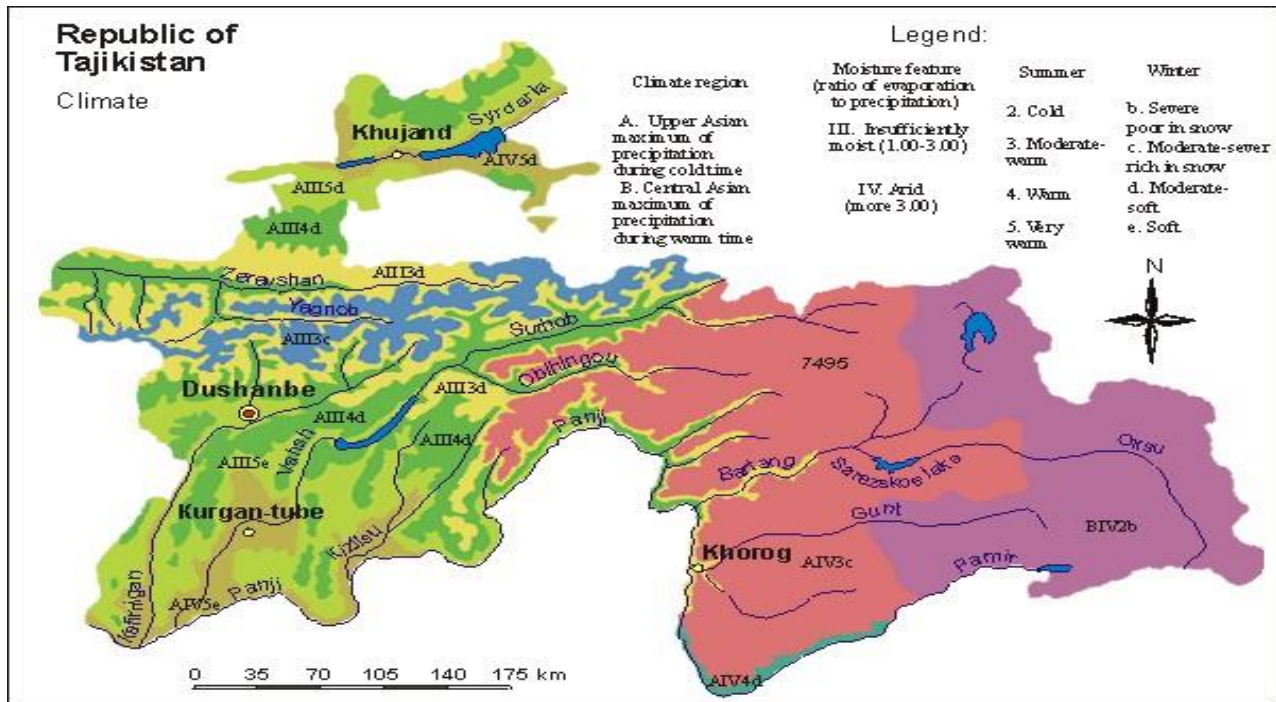 Republic of
Tajikistan
Climate
Legend:
Climate region
A. Upper Asian
maximum of
precipitation
during cold time
B. Central Asian
maximum of
precipitation
during warm time
Moisture feature
(ratio of evaporation
to precipitation)
III. Insufficiently
moist (1.00-3.00)
IV. Arid
(more 3.00)
Summer
2. Cold
3. Moderate-
warm
4. Warm
5. Very
warm
Winter
b. Severe
poor in snow
c. Moderate-sever
rich in snow
d. Moderate-
soft
e. Soft
N
Khujand
Syrdaria
AIV5d
AIII5d
AIII4d
Zeravshan
AIII3d
Yagnob
AIII3c
Surhob
Obihingou
7495
Dushanbe
AIII4d
AIII3d
AIII4d
Vahsh
Panji
AIII5e
Bartang
Sarezskoe lake
Oksu
Kurgan-tube
Kizilsu
Gunt
BIV2b
Khorog
AIV3c
Pamir
Kafirnigan
AIV5e
Panji
AIV4d
0 35 70 105 140 175 km